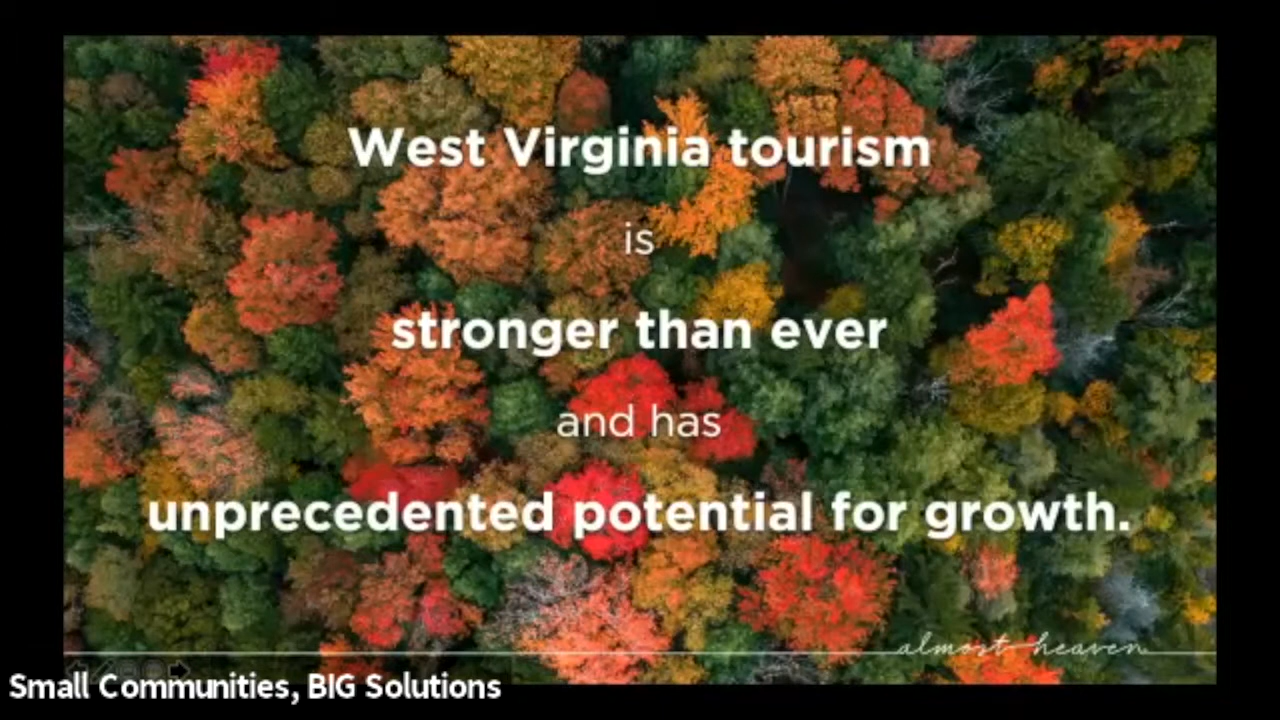 West Virginia tourism
is
stronger than ever
and has
unprecedented potential for growth.
almost heaven
Small Communities, BIG Solutions